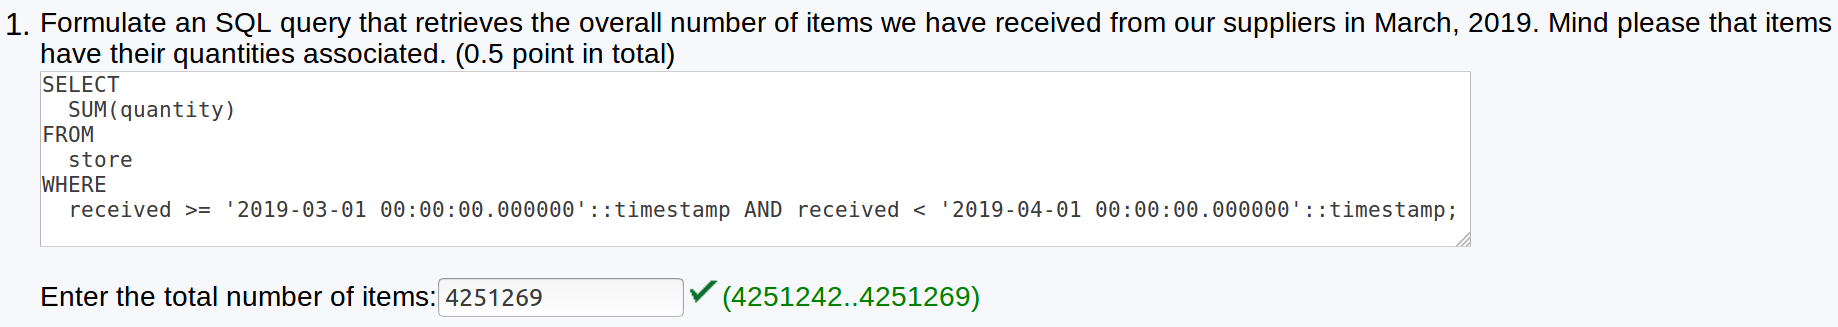 1. Formulate an SQL query that retrieves the overall number of items we have received from our suppliers in March, 2019. Mind please that items
have their quantities associated. (0.5 point in total)
SELECT
  SUM(quantity)
FROM
  store
WHERE
  received >= '2019-03-01 00:00:00.000000'::timestamp AND received < '2019-04-01 00:00:00.000000'::timestamp;
Enter the total number of items: 4251269 ✔ (4251242..4251269)